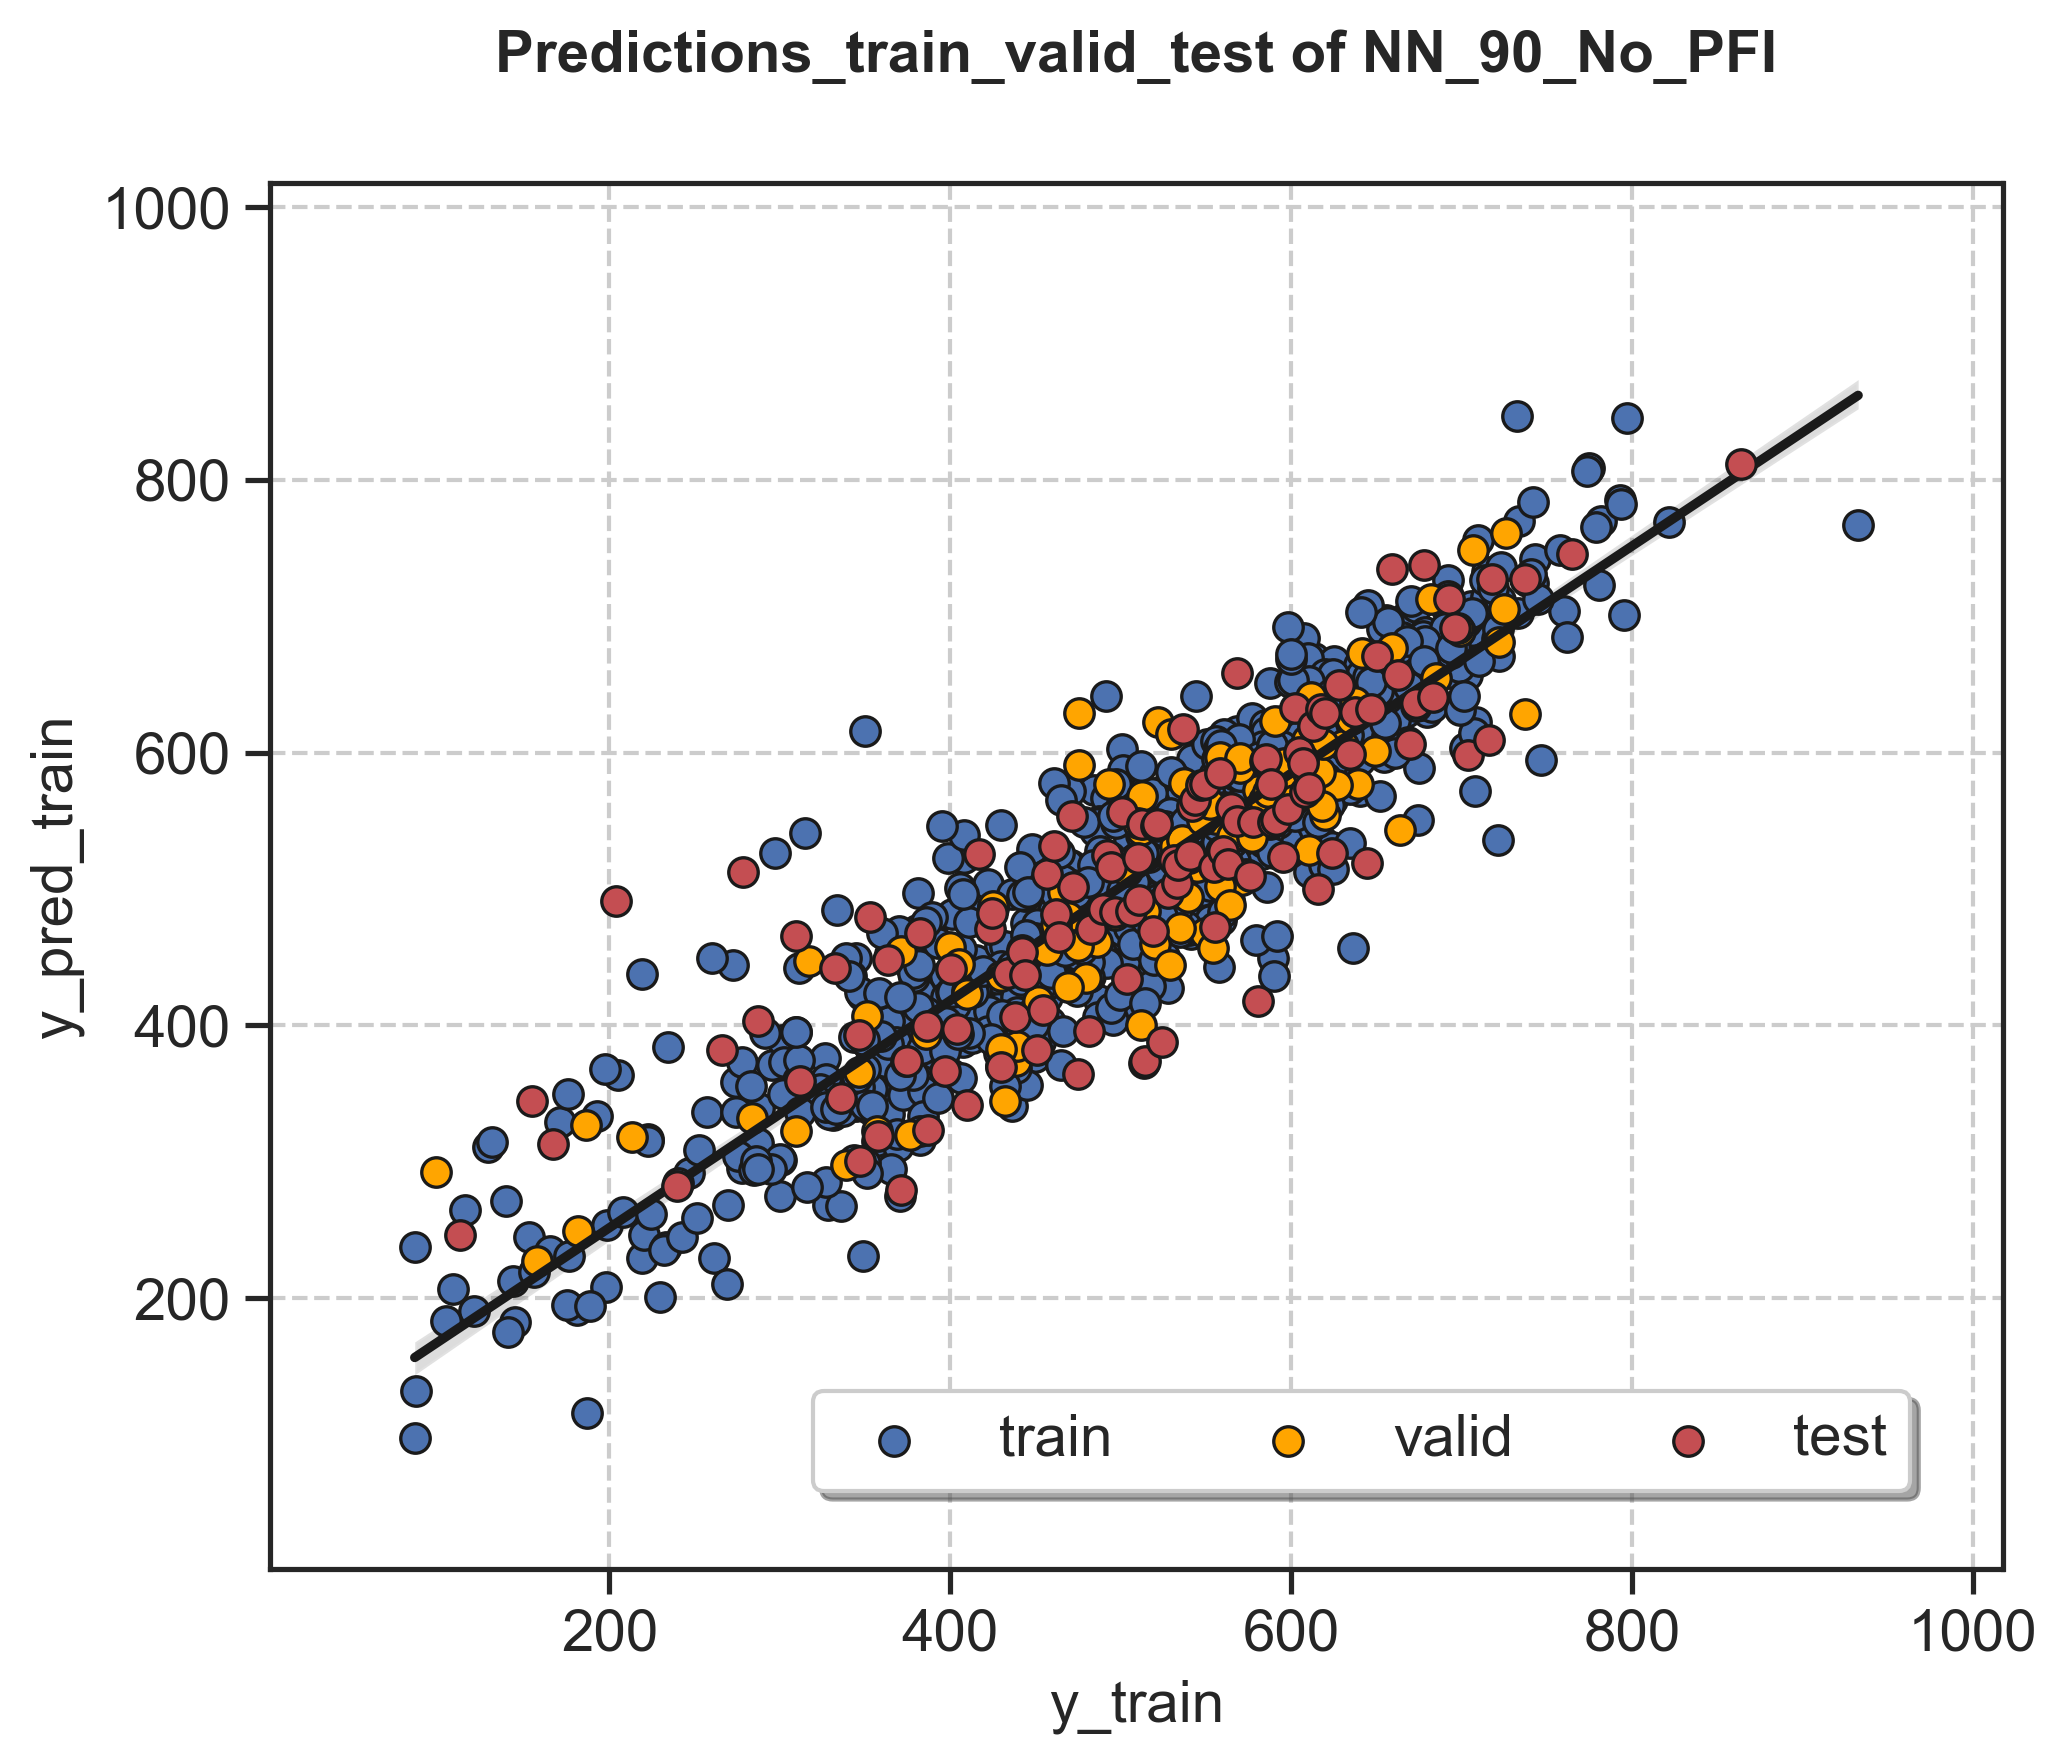 Predictions_train_valid_test of NN_90_No_PFI
1000
800
600
400
200
y_pred_train
train valid test
200 400 600 800 1000
y_train